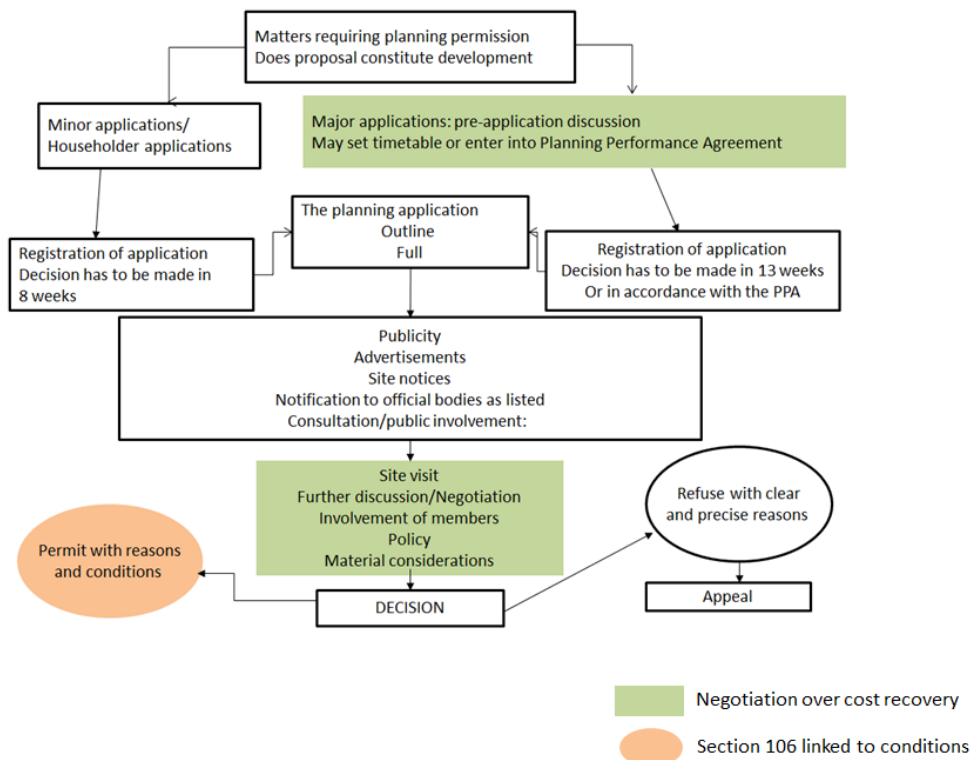 Matters requiring planning permission
Does proposal constitute development
Minor applications/
Householder applications
Major applications: pre-application discussion
May set timetable or enter into Planning Performance Agreement
The planning application
Outline
Full
Registration of application
Decision has to be made in
8 weeks
Registration of application
Decision has to be made in 13 weeks
Or in accordance with the PPA
Publicity
Advertisements
Site notices
Notification to official bodies as listed
Consultation/public involvement:
Site visit
Further discussion/Negotiation
Involvement of members
Policy
Material considerations
Refuse with clear
and precise reasons
Permit with reasons
and conditions
DECISION
Appeal
Negotiation over cost recovery
Section 106 linked to conditions